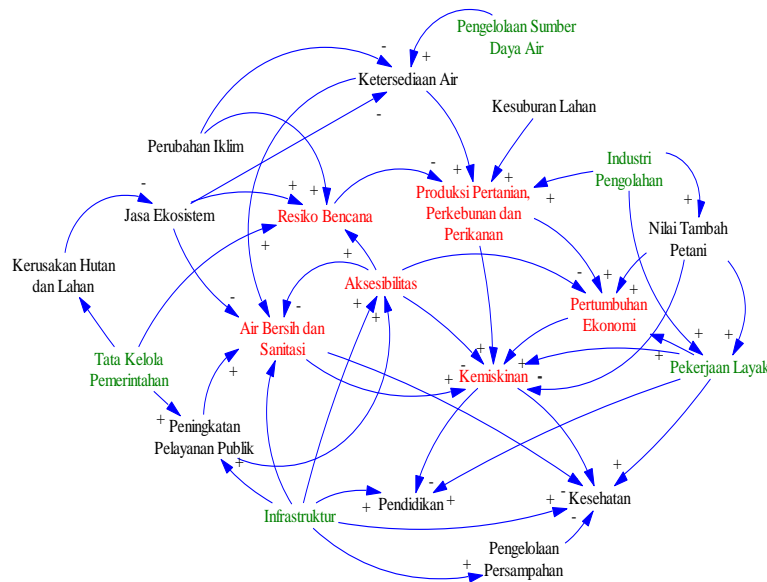 Pengelolaan Sumber
Daya Air
Ketersediaan Air
Kesuburan Lahan
Perubahan Iklim
Industri
Pengolahan
Produksi Pertanian,
Perkebunan dan
Perikanan
Jasa Ekosistem
Resiko Bencana
Nilai Tambah
Petani
Kerusakan Hutan
dan Lahan
Aksesibilitas
Pertumbuhan
Ekonomi
Air Bersih dan
Sanitasi
Tata Kelola
Pemerintahan
Kemiskinan
Pekerjaan Layak
Peningkatan
Pelayanan Publik
Infrastruktur
Pendidikan
Kesehatan
Pengelolaan
Persampahan